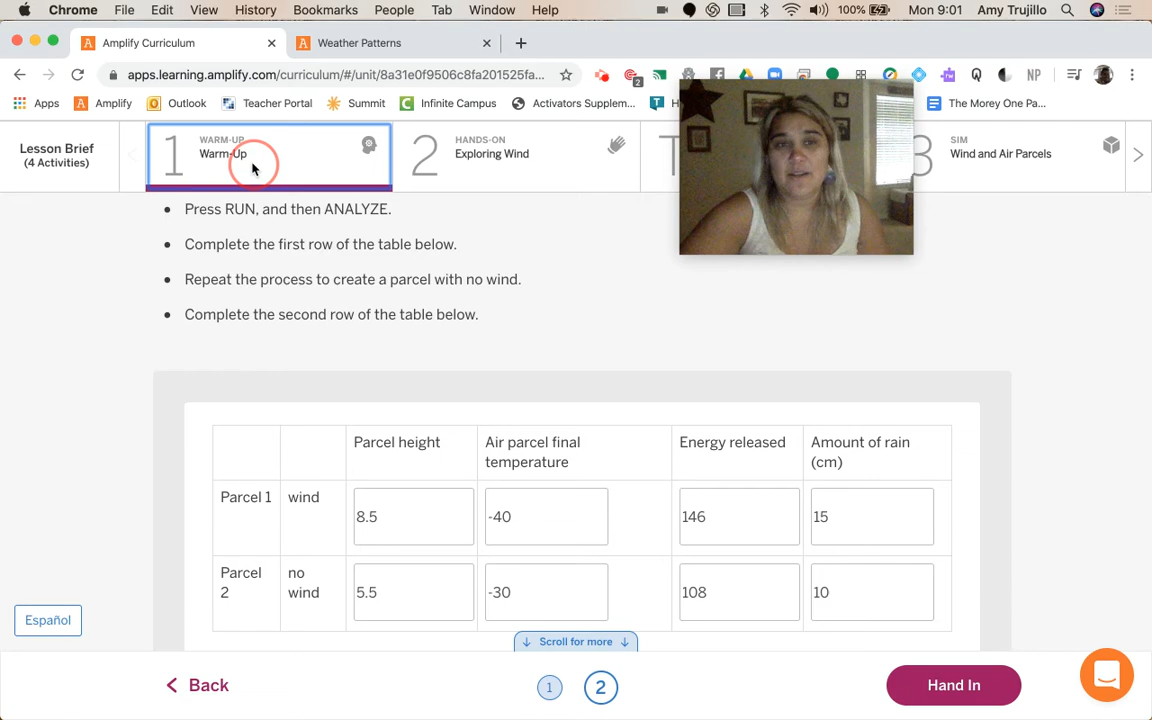 Chrome File Edit View History Bookmarks People Tab Window Help 100% Mon 9:01 Amy Trujillo
Amplify Curriculum Weather Patterns
apps.learning.amplify.com/curriculum/#/unit/8a31e0f9506c8fa201525fa... 2 NP
Apps Amplify Outlook Teacher Portal Summit Infinite Campus Activators Supplem... H The Morey One Pa...
Lesson Brief
(4 Activities)
1 WARM-UP
Warm-Up
2 HANDS-ON
Exploring Wind
T
3 SIM
Wind and Air Parcels
• Press RUN, and then ANALYZE.
• Complete the first row of the table below.
• Repeat the process to create a parcel with no wind.
• Complete the second row of the table below.
Parcel height Air parcel final temperature Energy released Amount of rain (cm)
Parcel 1 wind 8.5 -40 146 15
Parcel 2 no wind 5.5 -30 108 10
Español
Scroll for more
Back 1 2 Hand In